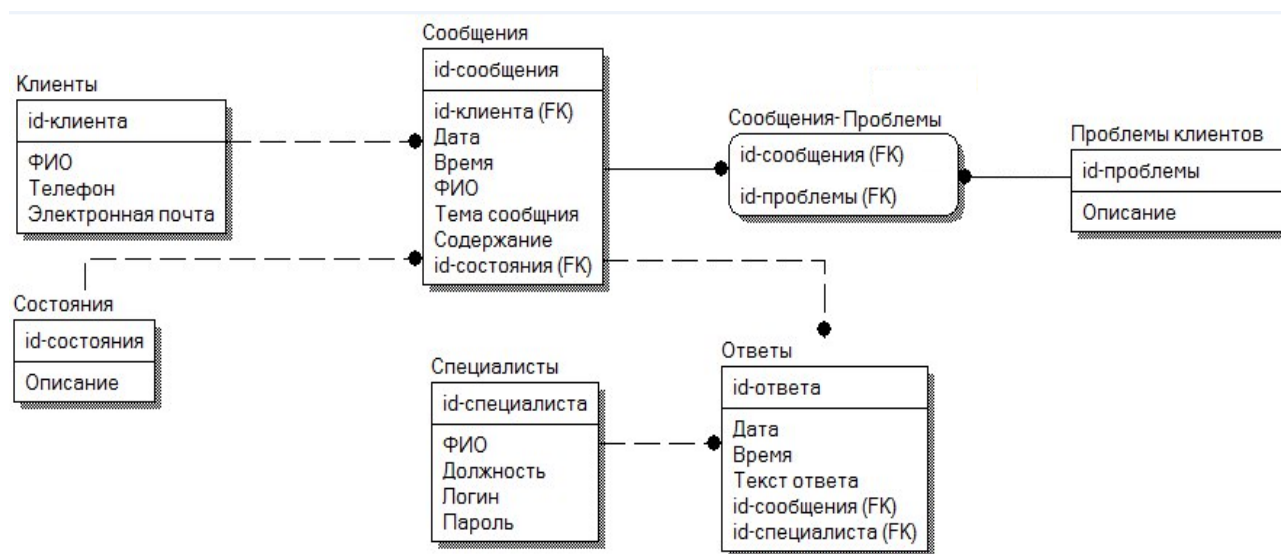 Сообщения
id-сообщения
id-клиента (FK)
Дата
Время
ФИО
Тема сообщния
Содержание
id-состояния (FK)
Клиенты
id-клиента
ФИО
Телефон
Электронная почта
Сообщения- Проблемы
id-сообщения (FK)
id-проблемы (FK)
Проблемы клиентов
id-проблемы
Описание
Состояния
id-состояния
Описание
Специалисты
id-специалиста
ФИО
Должность
Логин
Пароль
Ответы
id-ответа
Дата
Время
Текст ответа
id-сообщения (FK)
id-специалиста (FK)